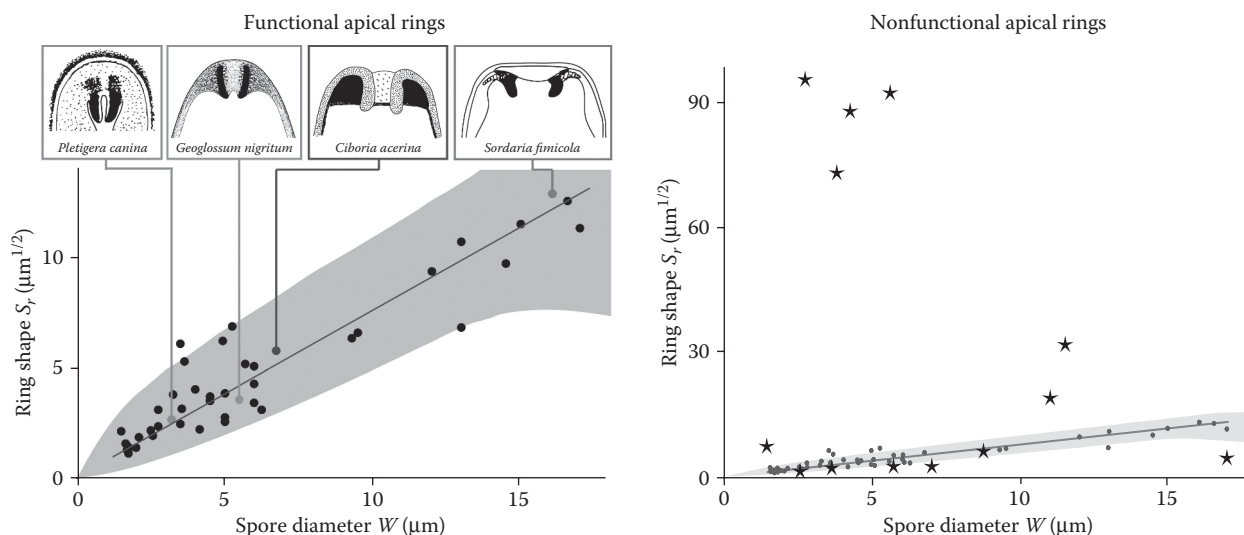 Functional apical rings
Pletigera canina
Geoglossum nigritum
Ciboria acerina
Sordaria fimicola
Ring shape Sr (μm1/2)
10
5
0
0
5
10
15
Spore diameter W (μm)
Nonfunctional apical rings
Ring shape Sr (μm1/2)
90
60
30
0
0
5
10
15
Spore diameter W (μm)